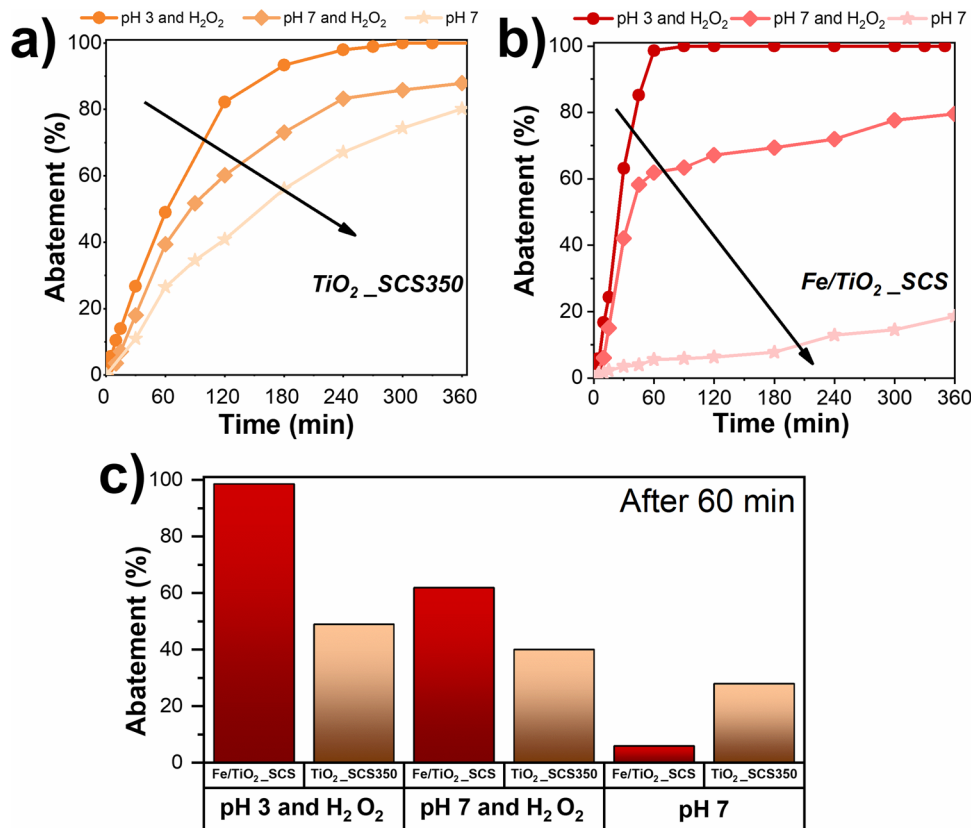 a)
pH 3 and H₂O₂ pH 7 and H₂O₂ pH 7
Abatement (%)
100
80
60
40
20
0
TiO₂_SCS350
0 60 120 180 240 300 360
Time (min)
b)
pH 3 and H₂O₂ pH 7 and H₂O₂ pH 7
Abatement (%)
100
80
60
40
20
0
Fe/TiO₂_SCS
0 60 120 180 240 300 360
Time (min)
c)
After 60 min
Abatement (%)
100
80
60
40
20
0
Fe/TiO₂_SCS TiO₂_SCS350 Fe/TiO₂_SCS TiO₂_SCS350 Fe/TiO₂_SCS TiO₂_SCS350
pH 3 and H₂O₂ pH 7 and H₂O₂ pH 7